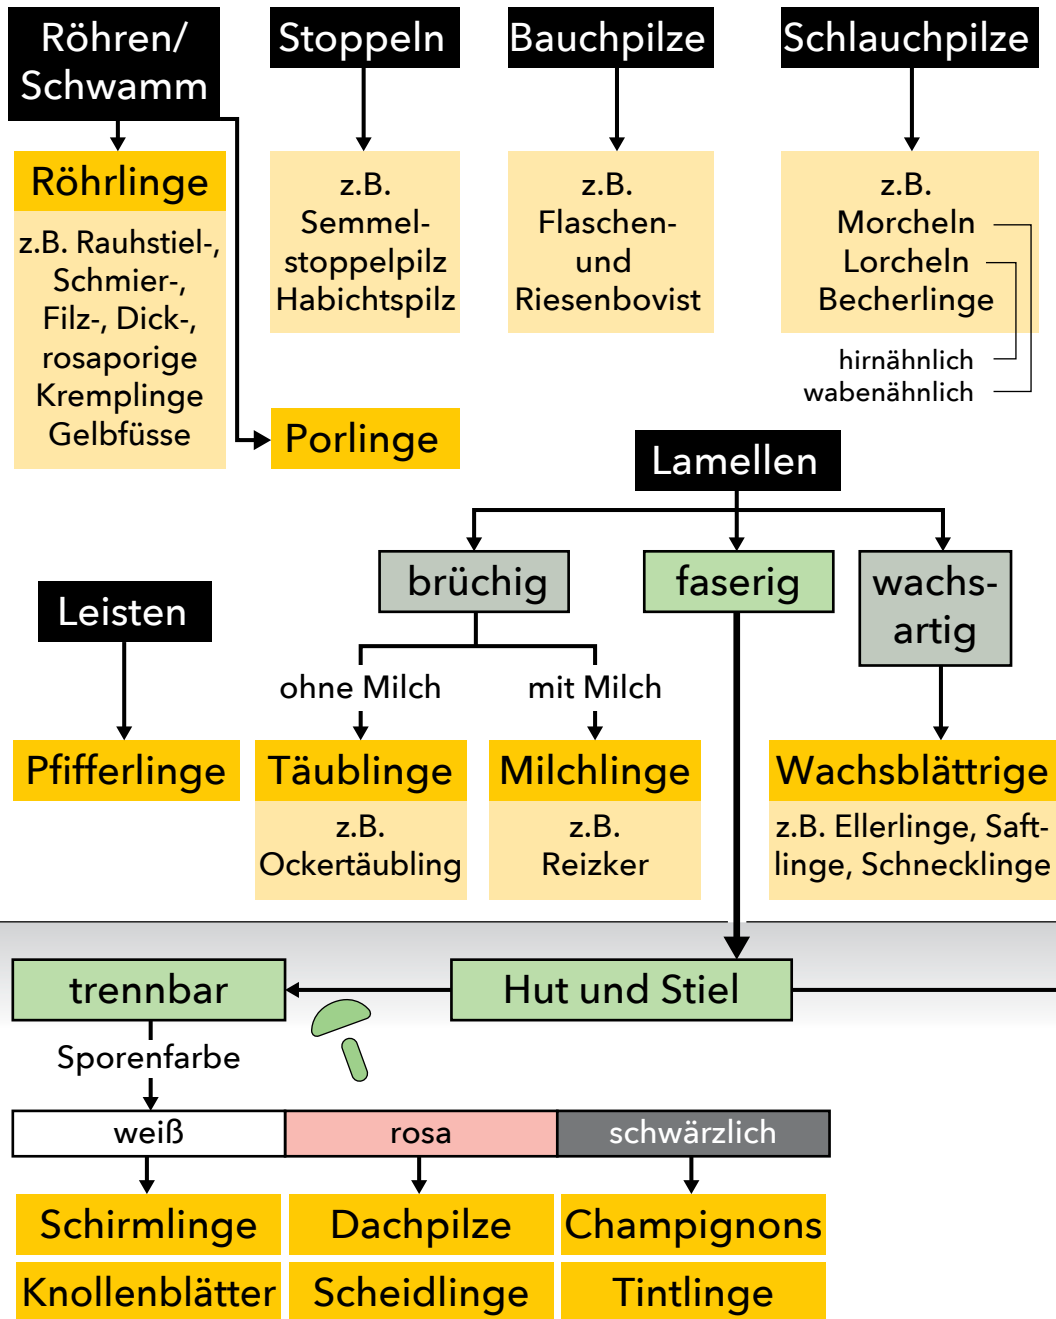 Röhren/
Schwamm
Stoppeln
Bauchpilze
Schlauchpilze
Röhrlinge
z.B. Rauhstiel-,
Schmier-,
Filz-, Dick-,
rosaporige
Kremplinge
Gelbfüsse
z.B.
Semmel-
stoppelpilz
Habichtspilz
z.B.
Flaschen-
und
Riesenbovist
z.B.
Morcheln
Lorcheln
Becherlinge
hirnähnlich
wabenähnlich
Porlinge
Lamellen
brüchig
faserig
wachs-
artig
Leisten
ohne Milch
mit Milch
Pfifferlinge
Täublinge
z.B.
Ockertäubling
Milchlinge
z.B.
Reizker
Wachsblättrige
z.B. Ellerlinge, Saft-
linge, Schnecklinge
trennbar
Hut und Stiel
Sporenfarbe
weiß
rosa
schwärzlich
Schirmlinge
Dachpilze
Champignons
Knollenblätter
Scheidlinge
Tintlinge